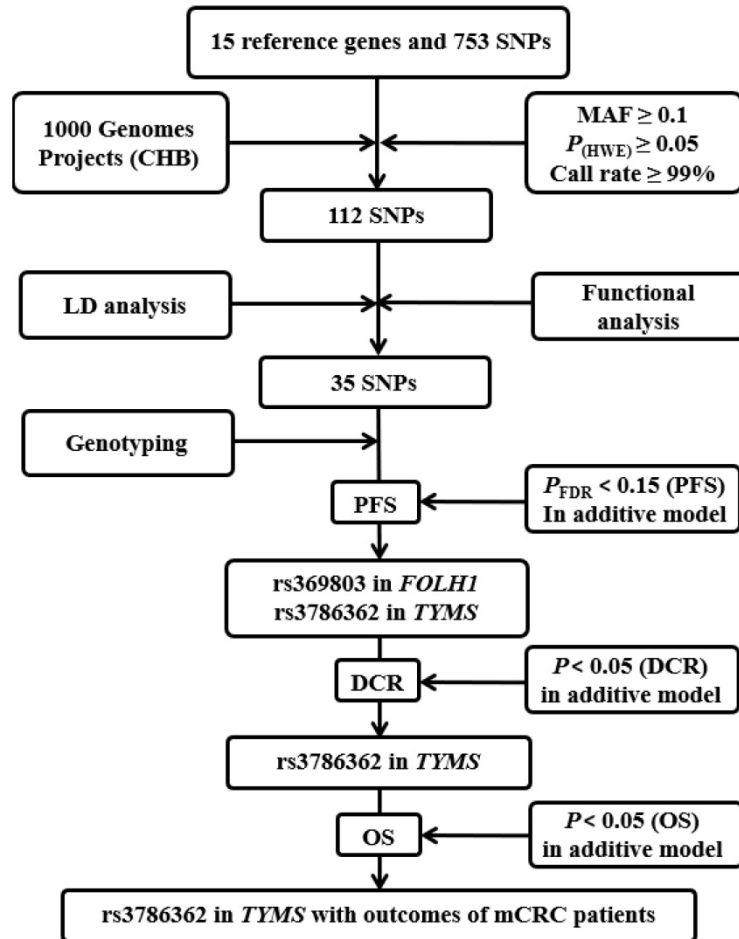 15 reference genes and 753 SNPs
1000 Genomes
Projects (CHB)
MAF ≥ 0.1
P(HWE) ≥ 0.05
Call rate ≥ 99%
112 SNPs
LD analysis
Functional
analysis
35 SNPs
Genotyping
PFS
PFDR < 0.15 (PFS)
In additive model
rs369803 in FOLH1
rs3786362 in TYMS
DCR
P < 0.05 (DCR)
in additive model
rs3786362 in TYMS
OS
P < 0.05 (OS)
in additive model
rs3786362 in TYMS with outcomes of mCRC patients